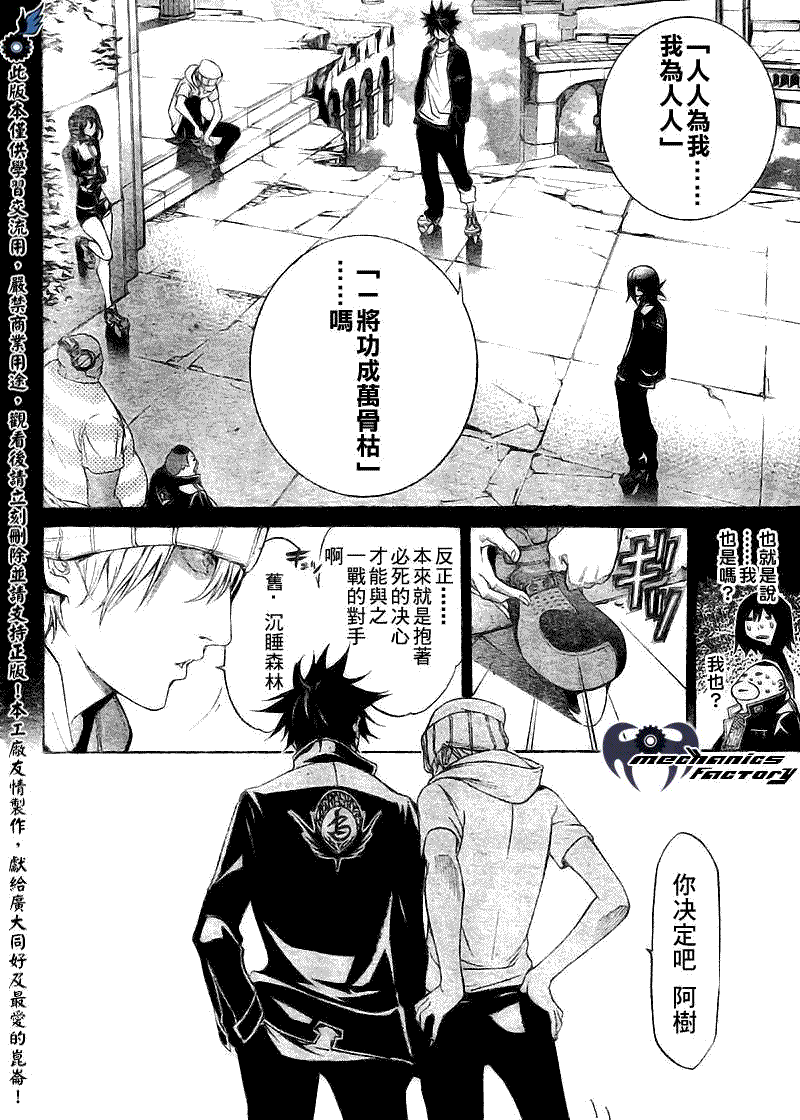 「人人為我……
我為人人」
「一將功成萬骨枯」
……嗎
也就是說
……我
也是嗎？
我也？
ギギッ
反正……
本來就是抱著
必死的決心
才能與之
一戰的對手
啊
舊．沉睡森林
你決定吧 阿樹
mechanics
factory
此版本僅供學習交流用，嚴禁商業用途，觀看後請立刻刪除並請支持正版！本工廠友情製作，獻給廣大同好及最愛的崑崙！